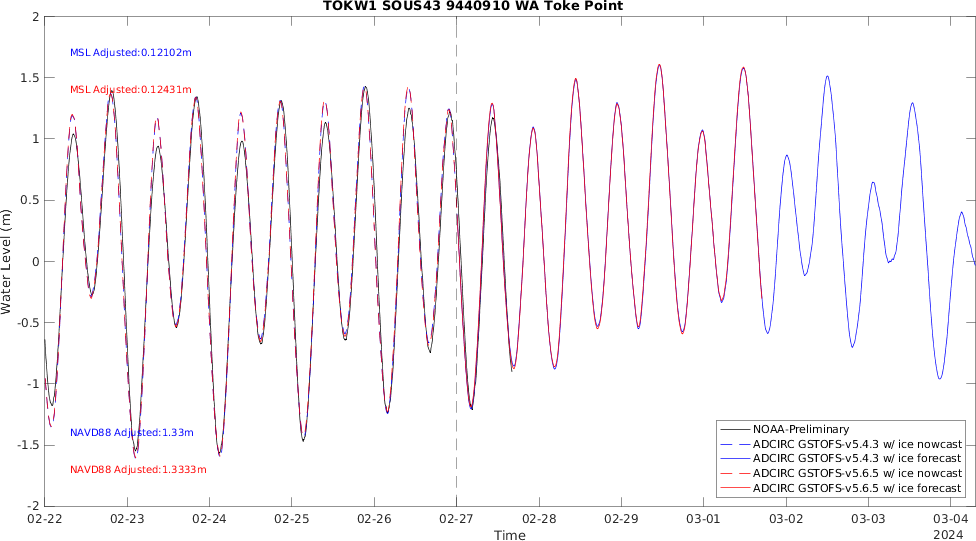 TOKW1 SOUS43 9440910 WA Toke Point
2
1.5
1
0.5
0
-0.5
-1
-1.5
-2
Water Level (m)
MSL Adjusted:0.12102m
MSL Adjusted:0.12431m
NAVD88 Adjusted:1.33m
NAVD88 Adjusted:1.3333m
NOAA-Preliminary
ADCIRC GSTOFS-v5.4.3 w/ ice nowcast
ADCIRC GSTOFS-v5.4.3 w/ ice forecast
ADCIRC GSTOFS-v5.6.5 w/ ice nowcast
ADCIRC GSTOFS-v5.6.5 w/ ice forecast
02-22 02-23 02-24 02-25 02-26 02-27 02-28 02-29 03-01 03-02 03-03 03-04
2024
Time